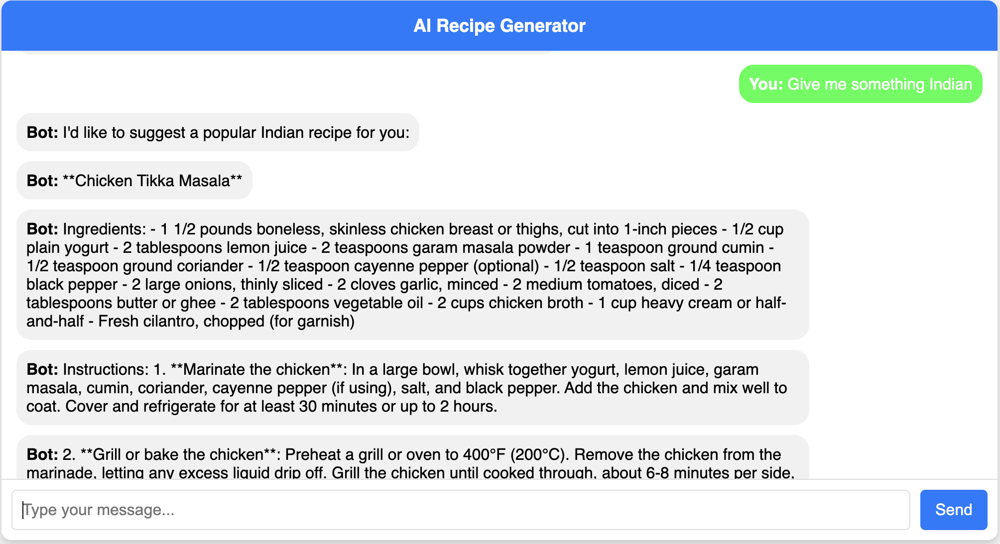 AI Recipe Generator
You: Give me something Indian
Bot: I'd like to suggest a popular Indian recipe for you:
Bot: **Chicken Tikka Masala**
Bot: Ingredients: - 1 1/2 pounds boneless, skinless chicken breast or thighs, cut into 1-inch pieces - 1/2 cup
plain yogurt - 2 tablespoons lemon juice - 2 teaspoons garam masala powder - 1 teaspoon ground cumin -
1/2 teaspoon ground coriander - 1/2 teaspoon cayenne pepper (optional) - 1/2 teaspoon salt - 1/4 teaspoon
black pepper - 2 large onions, thinly sliced - 2 cloves garlic, minced - 2 medium tomatoes, diced - 2
tablespoons butter or ghee - 2 tablespoons vegetable oil - 2 cups chicken broth - 1 cup heavy cream or half-
and-half - Fresh cilantro, chopped (for garnish)
Bot: Instructions: 1. **Marinate the chicken**: In a large bowl, whisk together yogurt, lemon juice, garam
masala, cumin, coriander, cayenne pepper (if using), salt, and black pepper. Add the chicken and mix well to
coat. Cover and refrigerate for at least 30 minutes or up to 2 hours.
Bot: 2. **Grill or bake the chicken**: Preheat a grill or oven to 400°F (200°C). Remove the chicken from the
marinade, letting any excess liquid drip off. Grill the chicken until cooked through, about 6-8 minutes per side,
Type your message...
Send